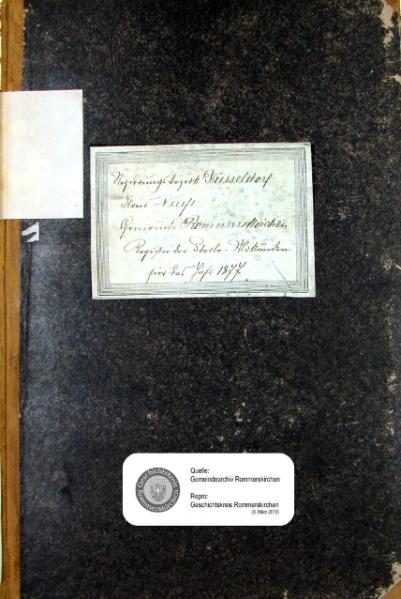 Regierungsbezirk Düsseldorf
Kreis Neuß
Gemeinde Rommerskirchen
Register der Sterbe-Urkunden
für das Jahr 1877.
Quelle:
Gemeindearchiv Rommerskirchen
Repro:
Geschichtskreis Rommerskirchen